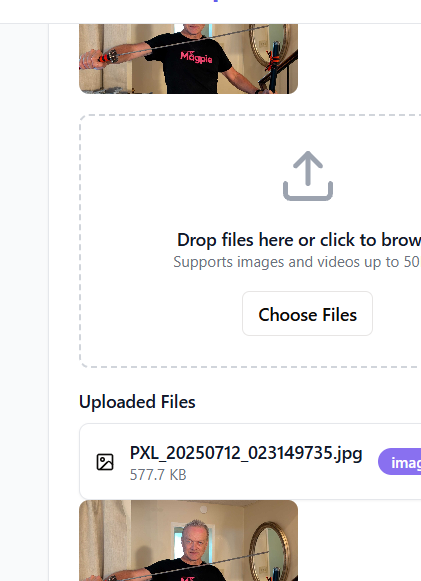 Magpie
Drop files here or click to brow
Supports images and videos up to 50
Choose Files
Uploaded Files
PXL_20250712_023149735.jpg
imag
577.7 KB